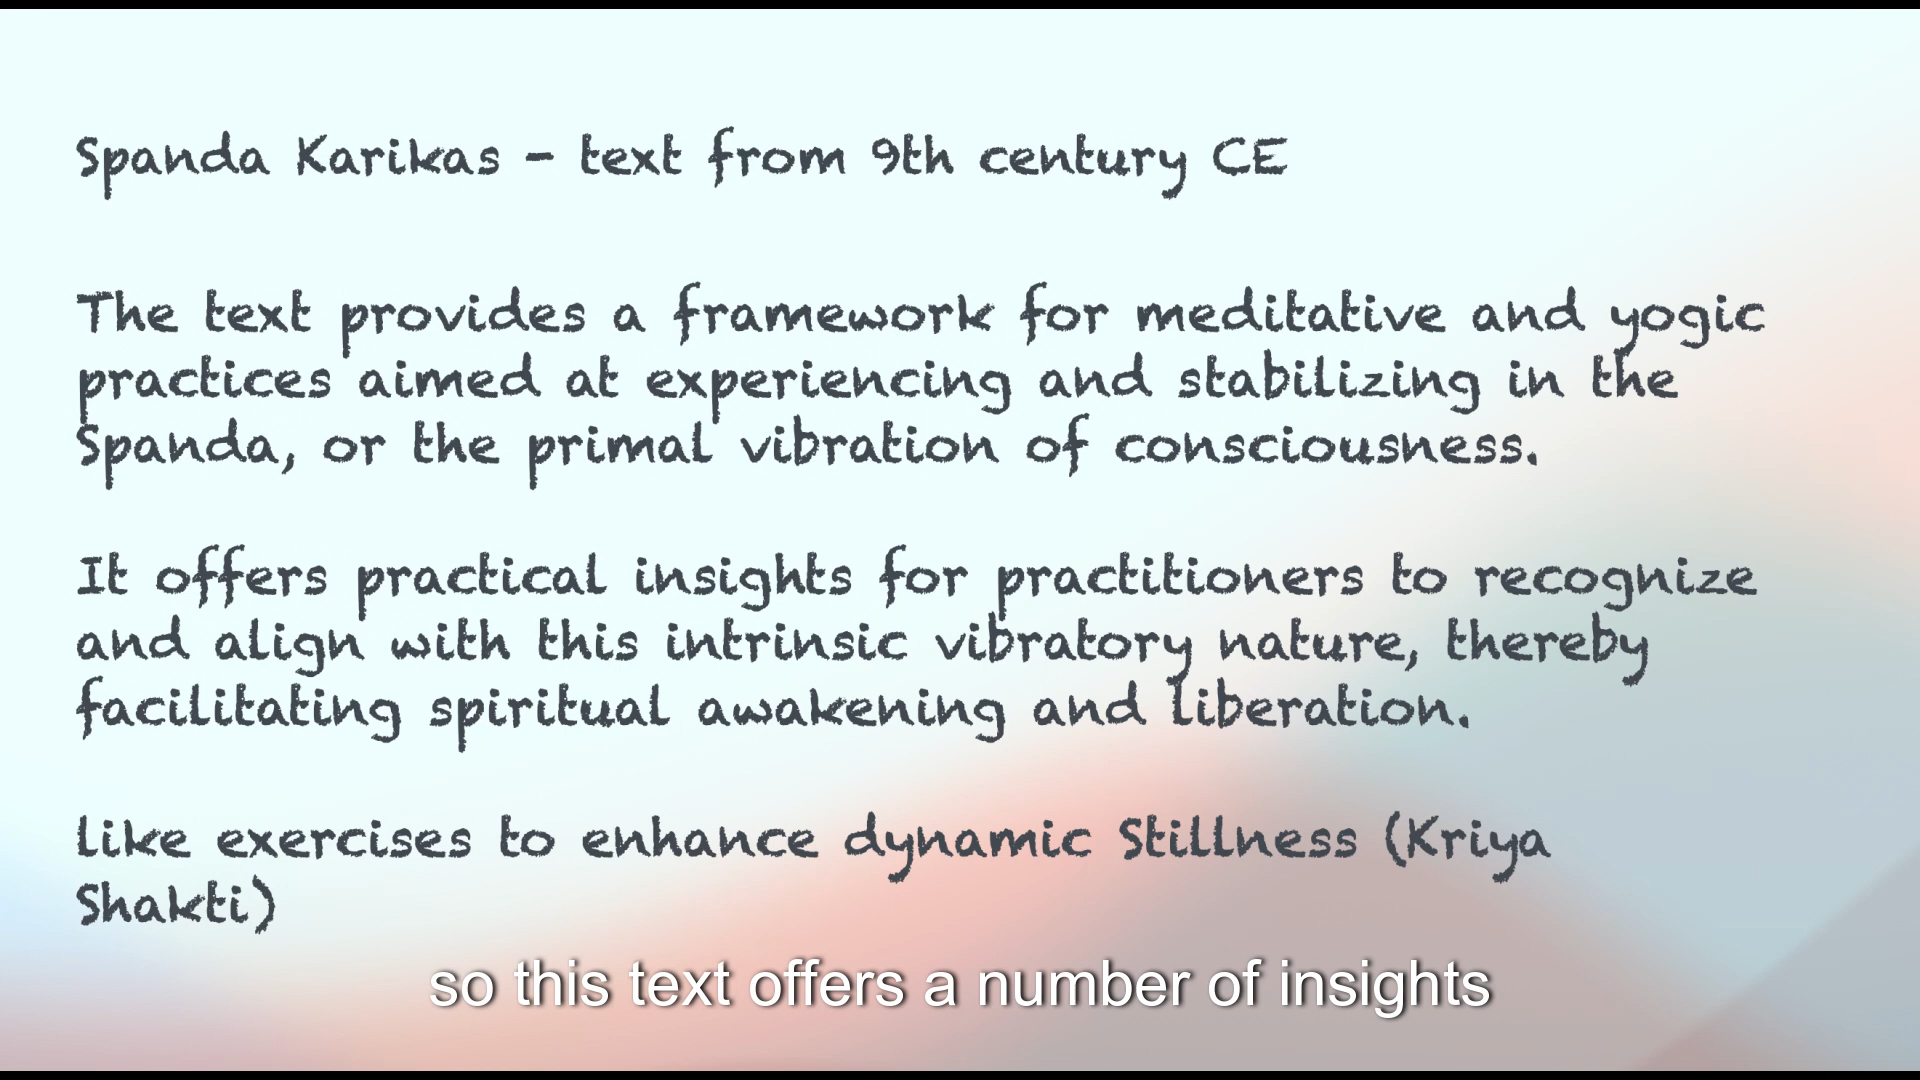 Spanda Karikas - text from 9th century CE
The text provides a framework for meditative and yogic
practices aimed at experiencing and stabilizing in the
Spanda, or the primal vibration of consciousness.
It offers practical insights for practitioners to recognize
and align with this intrinsic vibratory nature, thereby
facilitating spiritual awakening and liberation.
like exercises to enhance dynamic Stillness (Kriya
Shakti)
so this text offers a number of insights